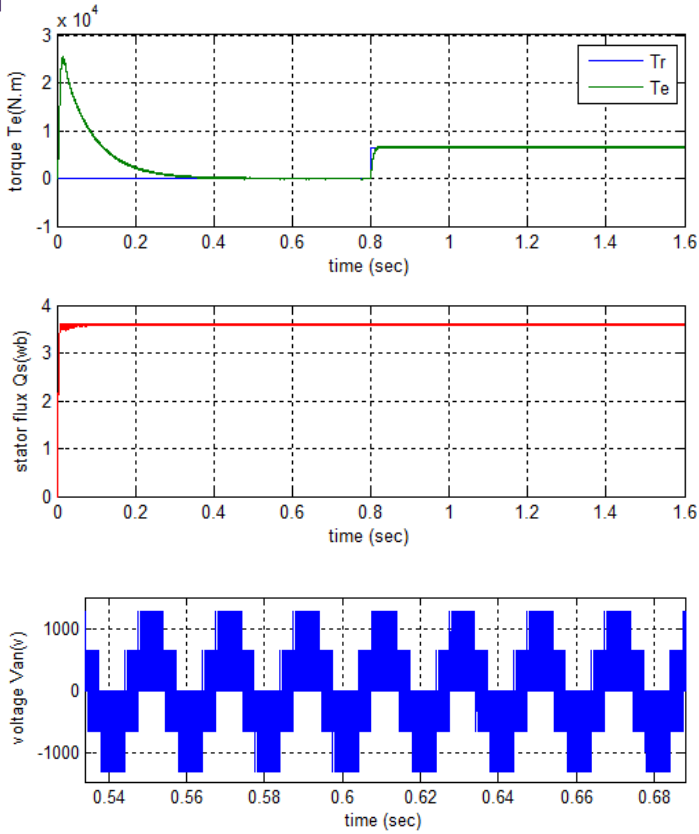 x 10^4
3
2
1
0
-1
torque Te(N.m)
Tr
Te
0 0.2 0.4 0.6 0.8 1 1.2 1.4 1.6
time (sec)
4
3
2
1
0
stator flux Qs(wb)
0 0.2 0.4 0.6 0.8 1 1.2 1.4 1.6
time (sec)
1000
0
-1000
voltage Van(v)
0.54 0.56 0.58 0.6 0.62 0.64 0.66 0.68
time (sec)